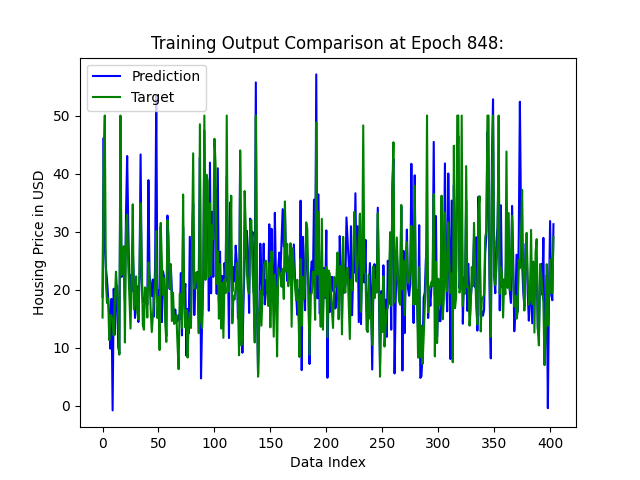 Training Output Comparison at Epoch 848:
Prediction
Target
Housing Price in USD
50
40
30
20
10
0
0 50 100 150 200 250 300 350 400
Data Index